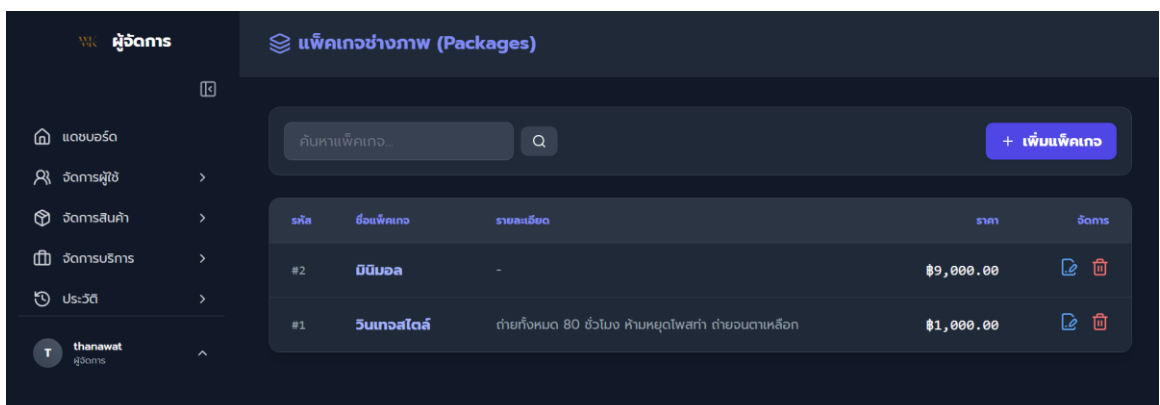 WK ผู้จัดการ
แพ็คเกจช่างภาพ (Packages)
แดชบอร์ด
จัดการผู้ใช้
จัดการสินค้า
จัดการบริการ
ประวัติ
T thanawat
ผู้จัดการ
ค้นหาแพ็คเกจ...
+ เพิ่มแพ็คเกจ
รหัส ชื่อแพ็คเกจ รายละเอียด ราคา จัดการ
#2 มินิมอล - ฿9,000.00
#1 วินเทจสไตล์ ถ่ายทั้งหมด 80 ชั่วโมง ห้ามหยุดโพสท่า ถ่ายจนตาเหลือก ฿1,000.00